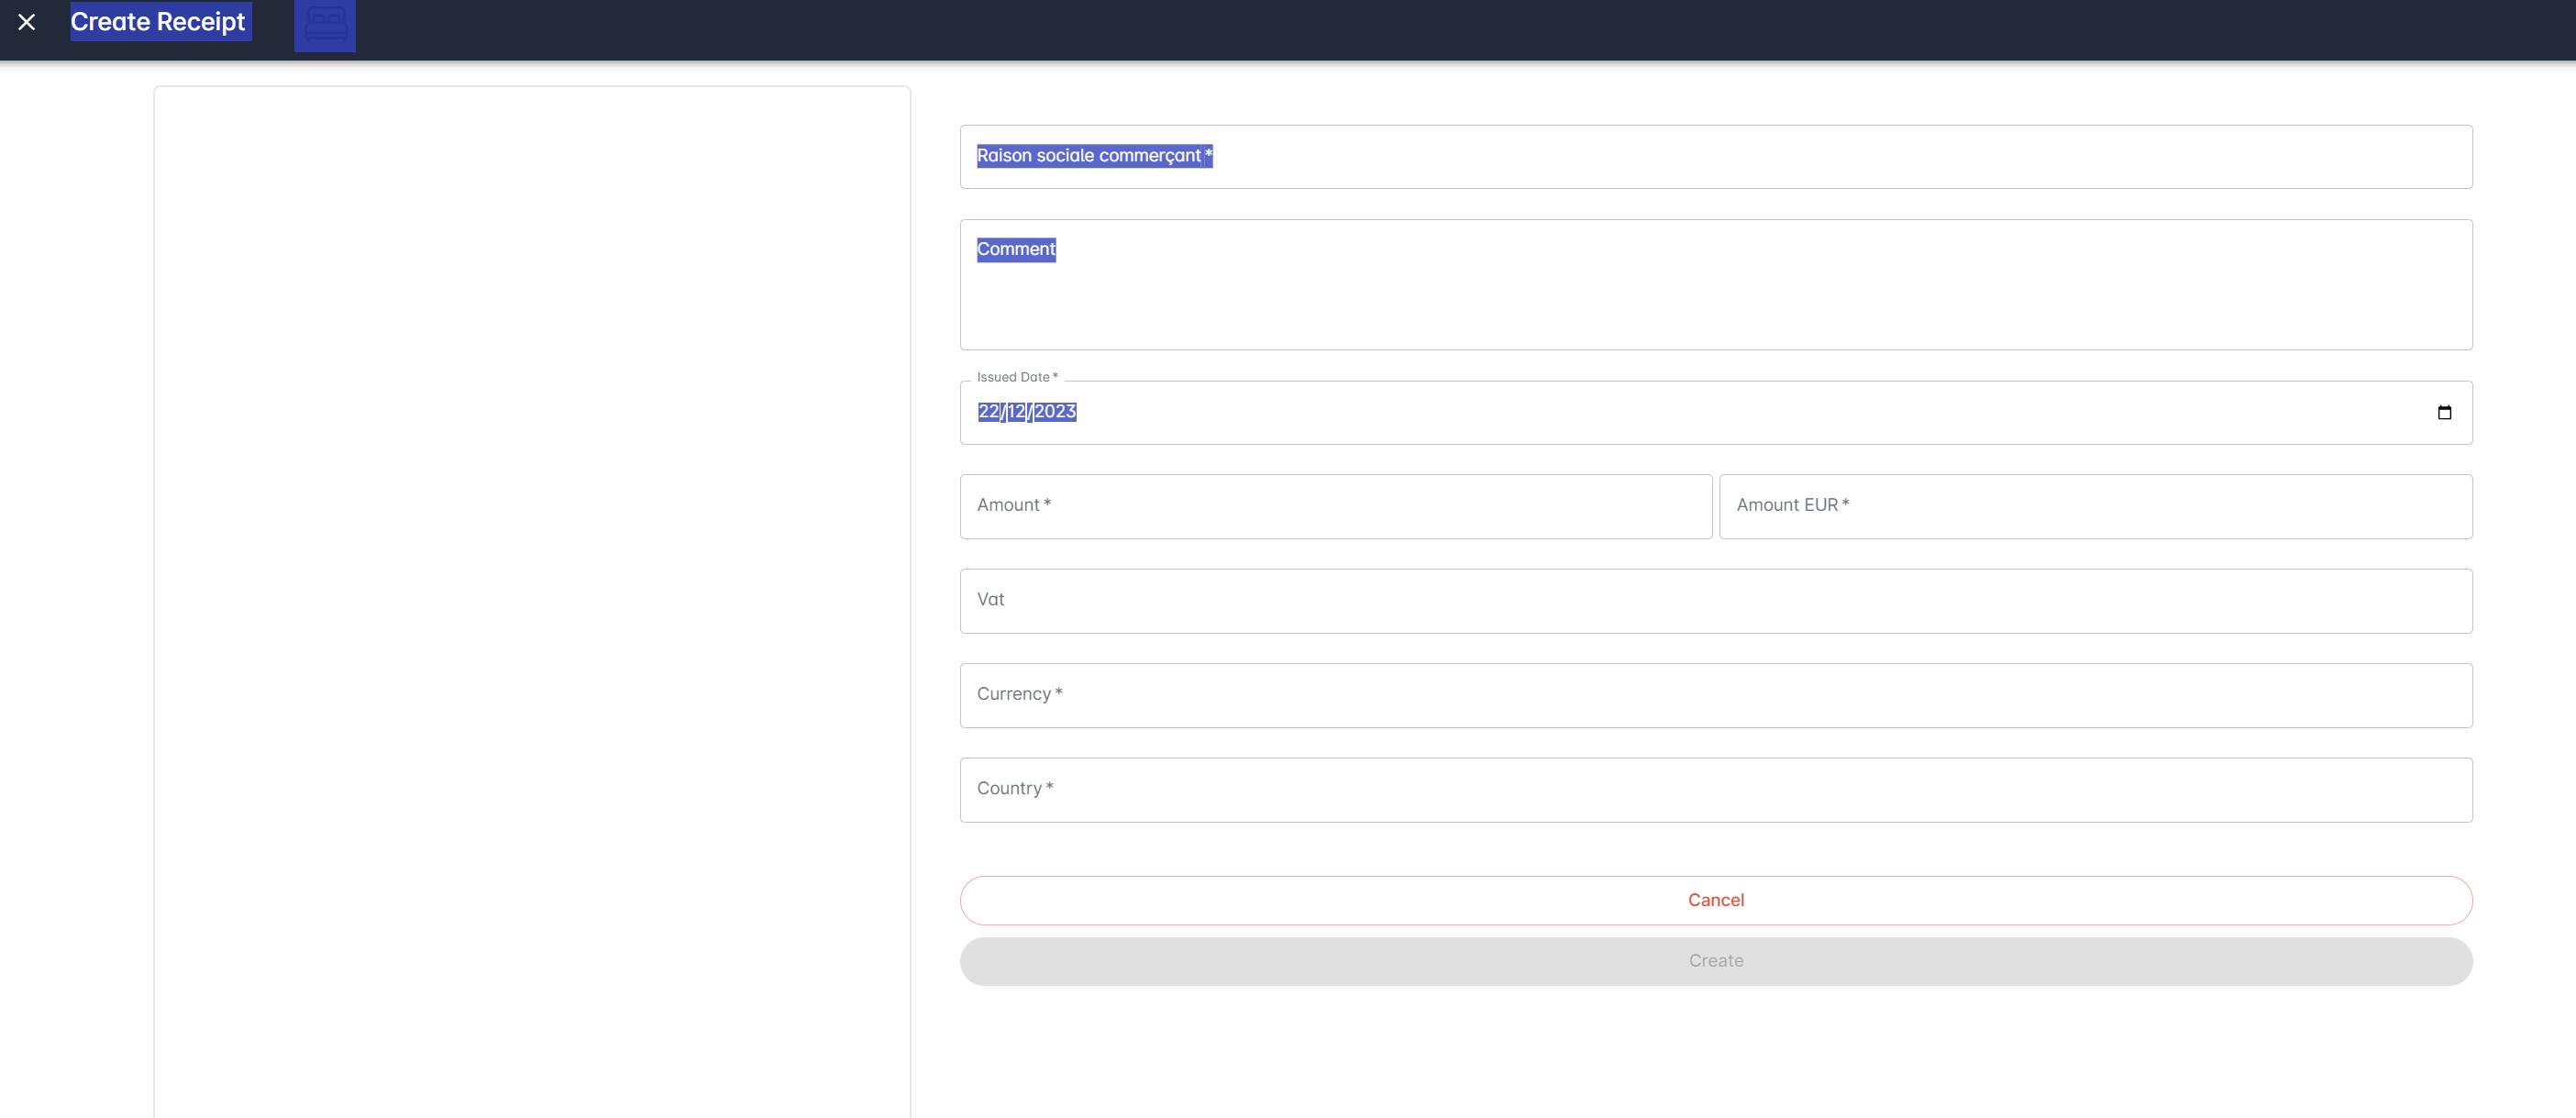 Create Receipt
Raison sociale commerçant *
Comment
Issued Date *
22/12/2023
Amount *
Amount EUR *
Vat
Currency *
Country *
Cancel
Create